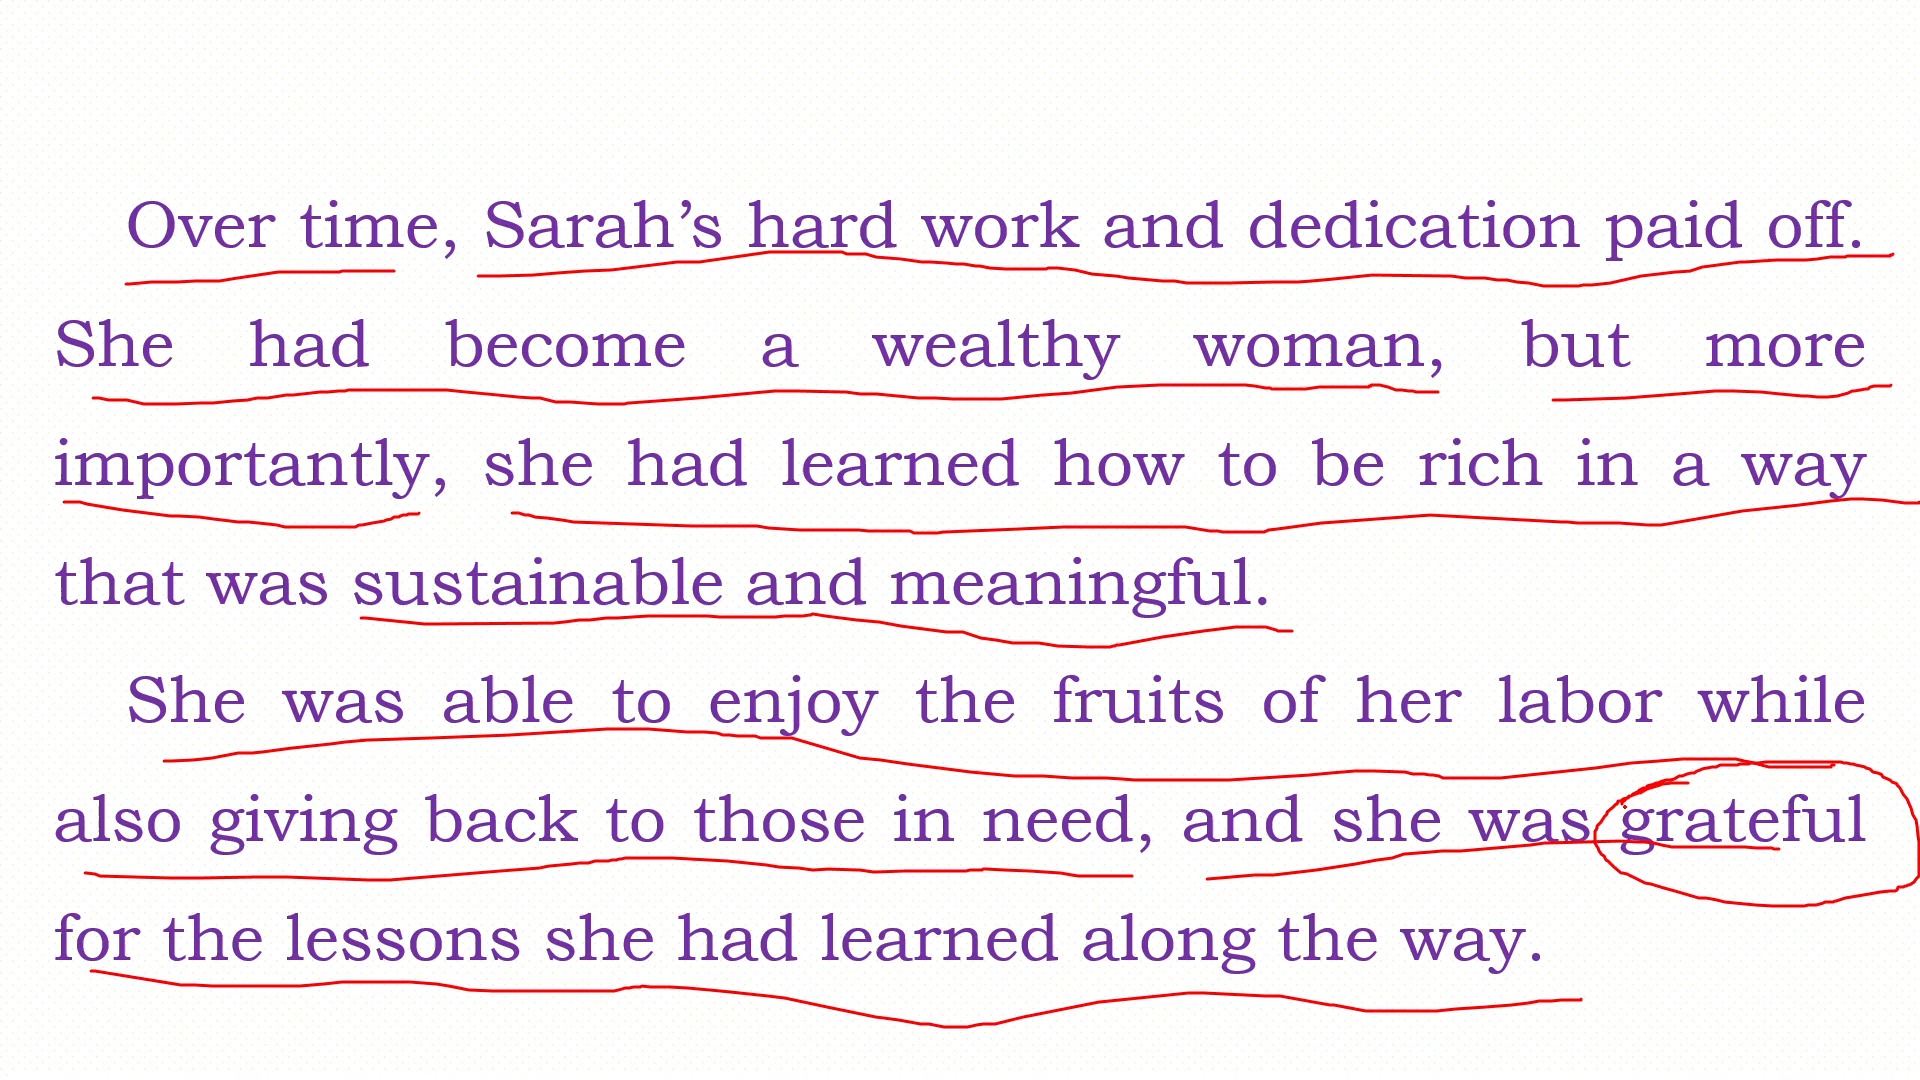 Over time, Sarah’s hard work and dedication paid off.
She had become a wealthy woman, but more
importantly, she had learned how to be rich in a way
that was sustainable and meaningful.
She was able to enjoy the fruits of her labor while
also giving back to those in need, and she was grateful
for the lessons she had learned along the way.